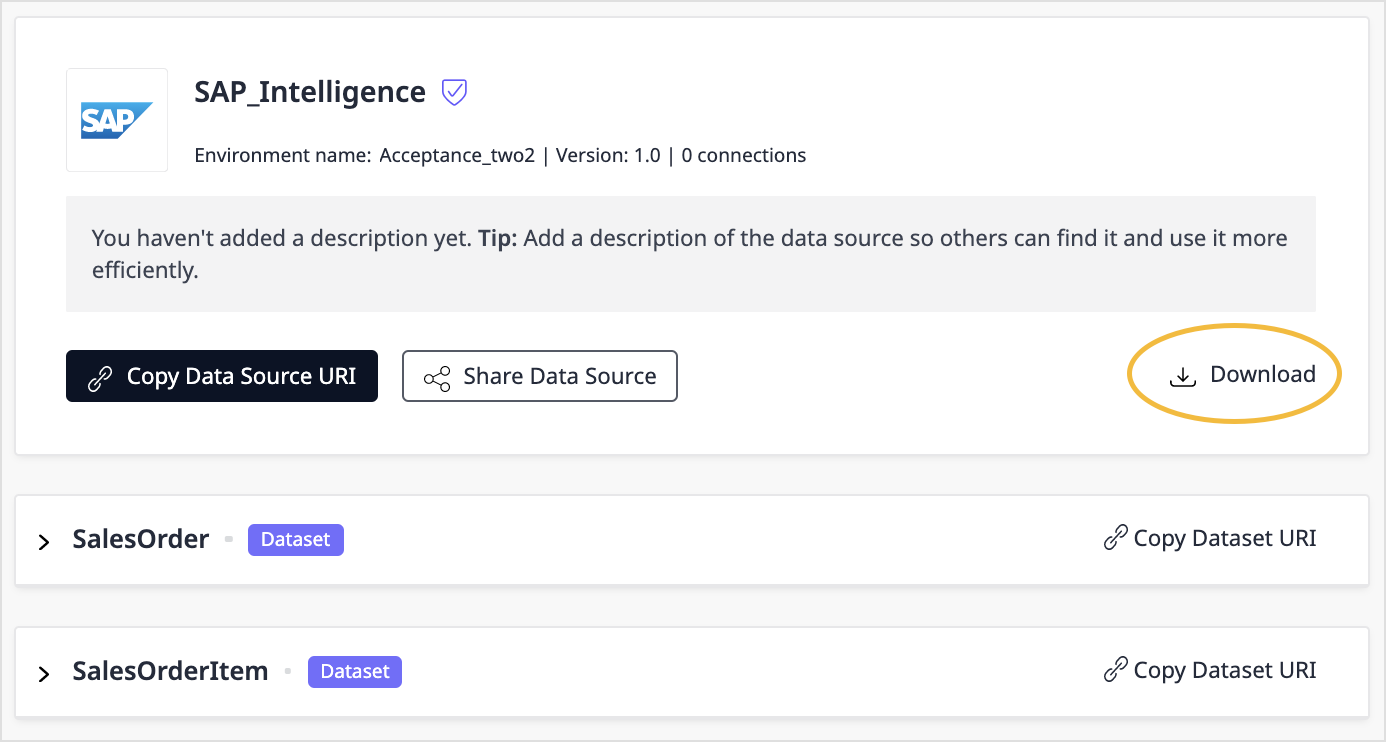 SAP
SAP_Intelligence
Environment name: Acceptance_two2 | Version: 1.0 | 0 connections
You haven't added a description yet. Tip: Add a description of the data source so others can find it and use it more
efficiently.
Copy Data Source URI
Share Data Source
Download
SalesOrder
Dataset
Copy Dataset URI
SalesOrderItem
Dataset
Copy Dataset URI